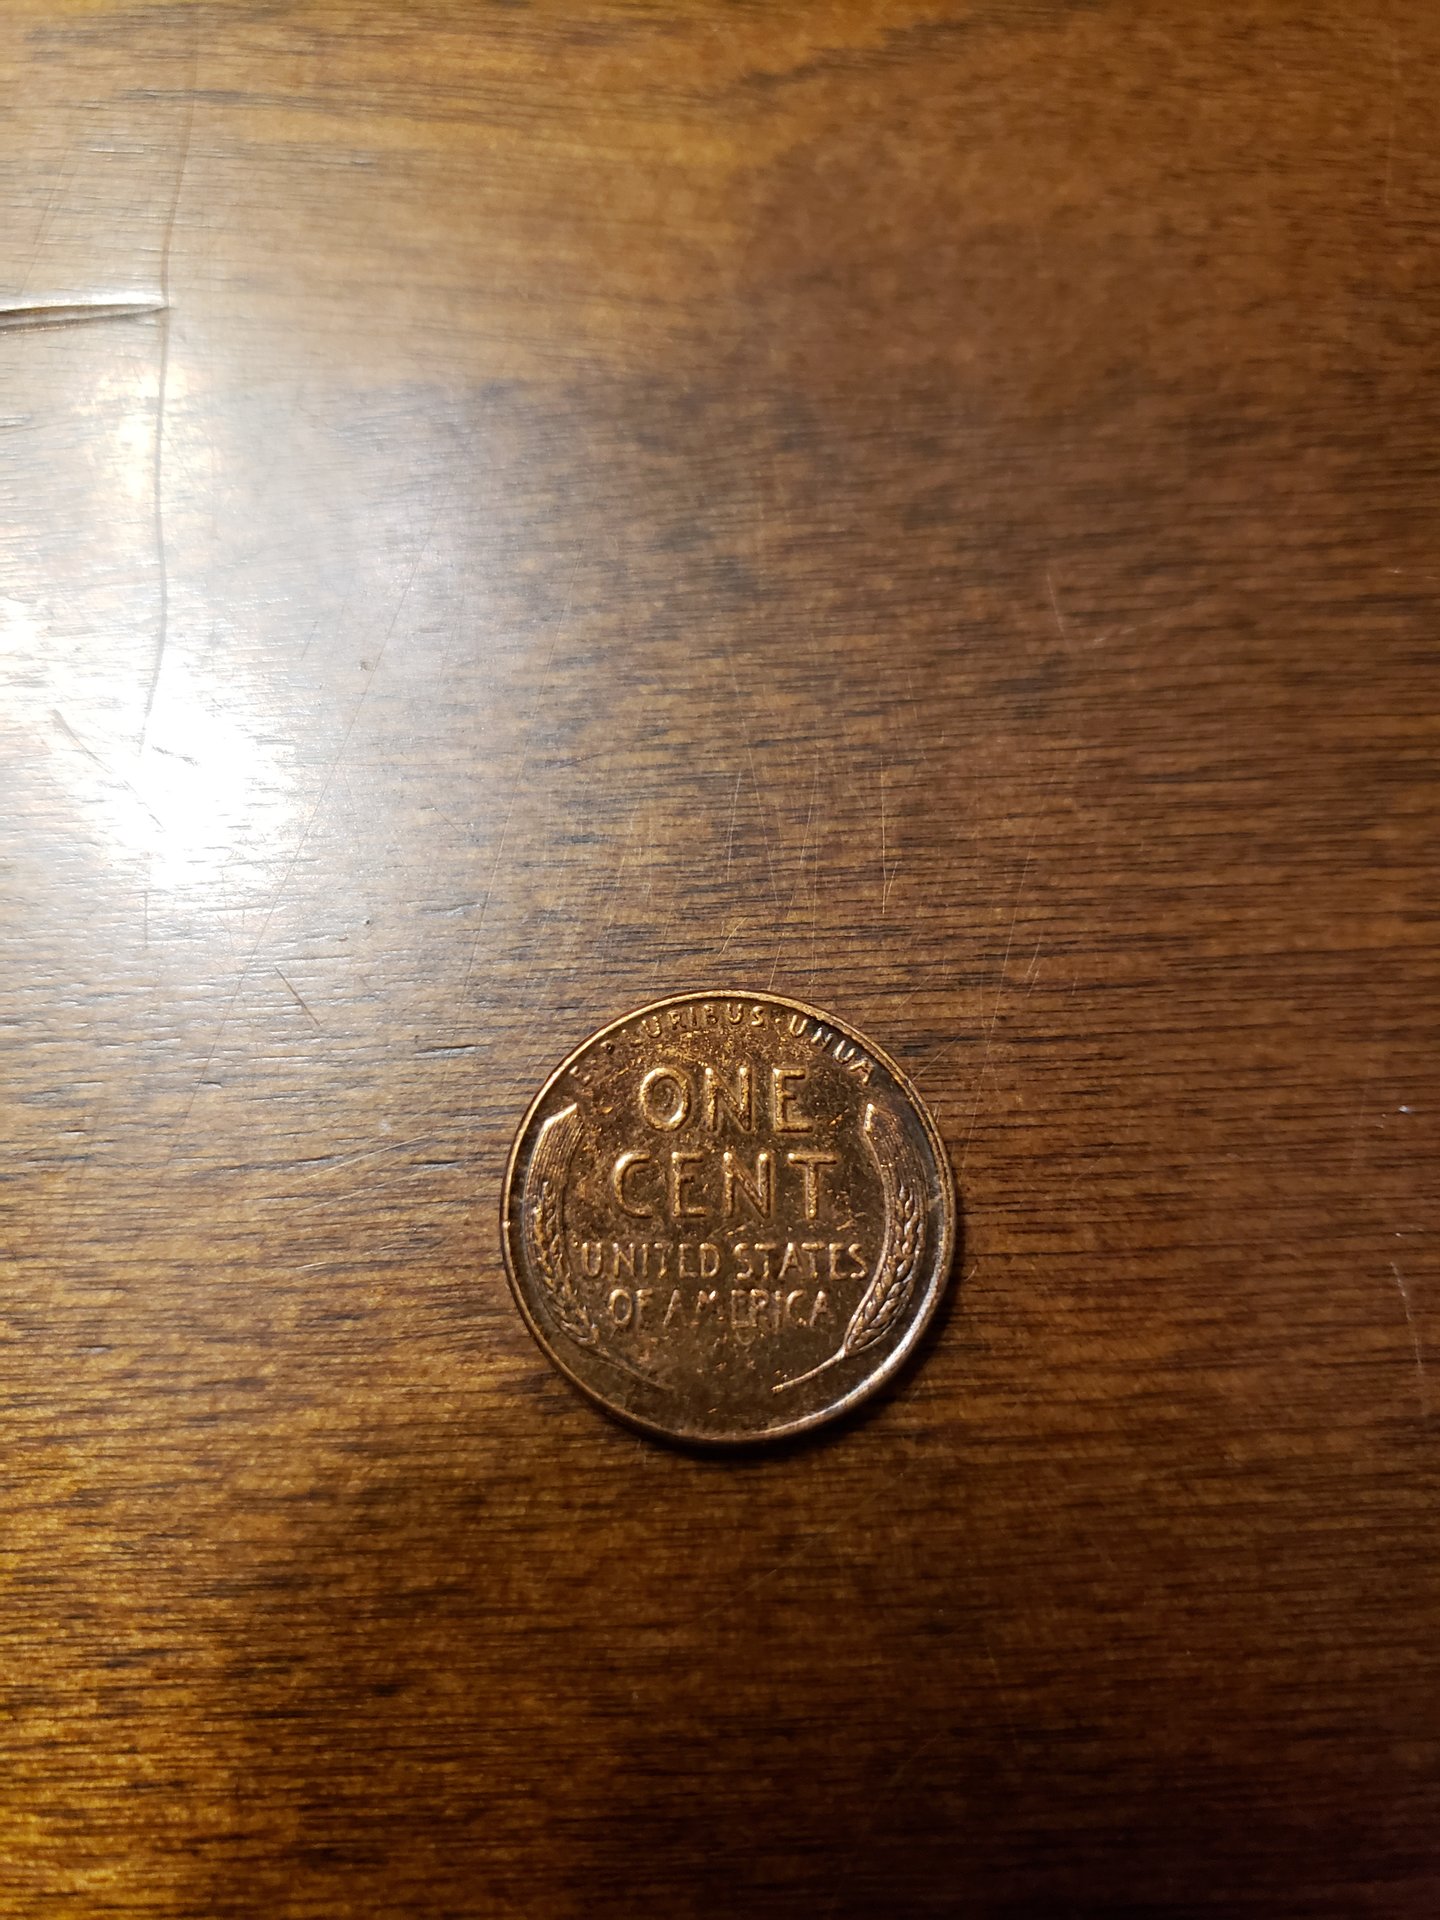 E·PLURIBUS·UNUM
ONE
CENT
UNITED STATES
OF AMERICA